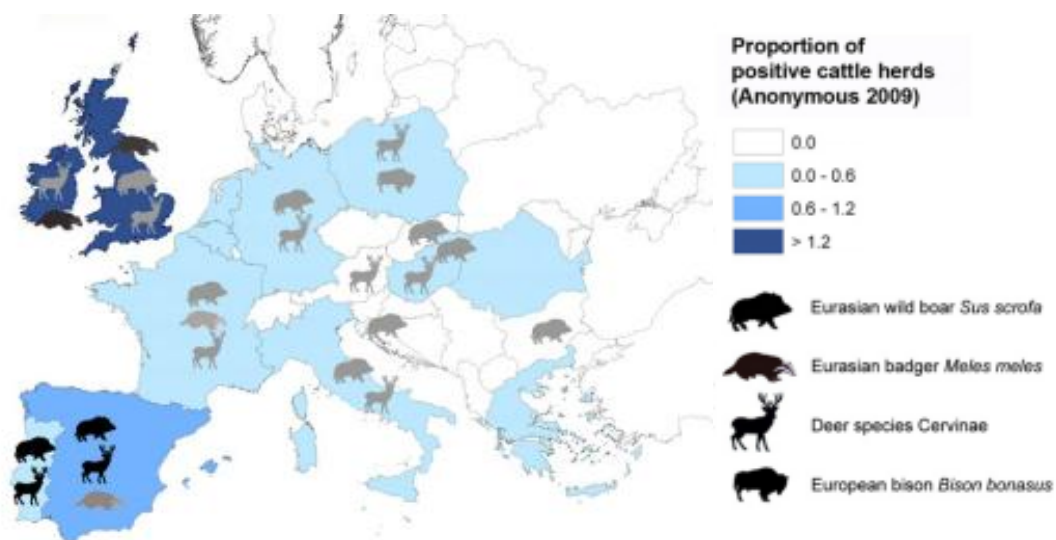 Proportion of
positive cattle herds
(Anonymous 2009)
0.0
0.0 - 0.6
0.6 - 1.2
> 1.2
Eurasian wild boar Sus scrofa
Eurasian badger Meles meles
Deer species Cervinae
European bison Bison bonasus